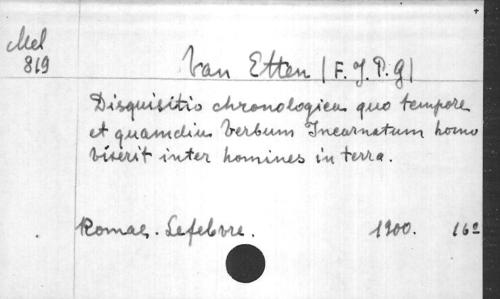 Mel
819
Van Etten (F. J. P. G)
Disquisitio chronologica quo tempore
et quamdiu Verbum Incarnatum homo
vixerit inter homines in terra.
Romae. Lefebvre. 1900. 16º